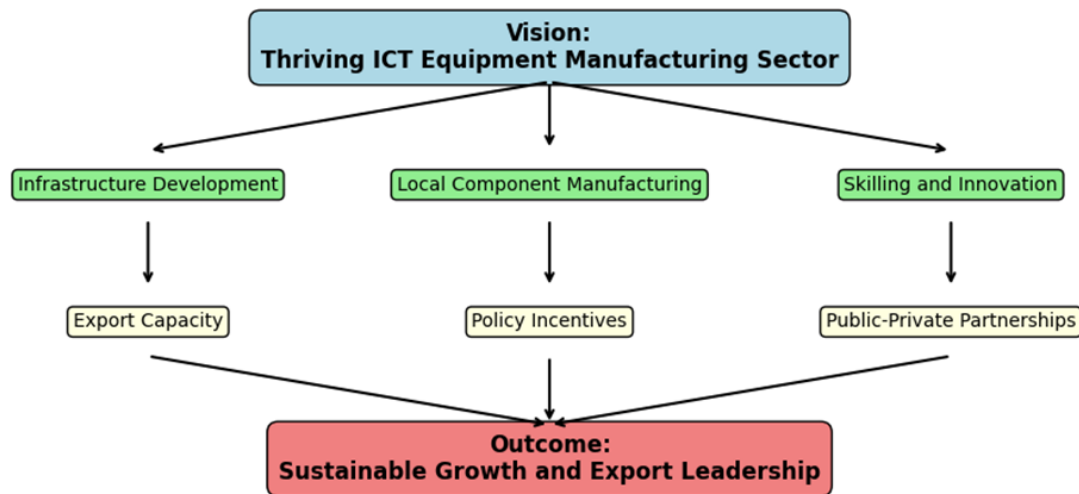 Vision:
Thriving ICT Equipment Manufacturing Sector
Infrastructure Development
Local Component Manufacturing
Skilling and Innovation
Export Capacity
Policy Incentives
Public-Private Partnerships
Outcome:
Sustainable Growth and Export Leadership